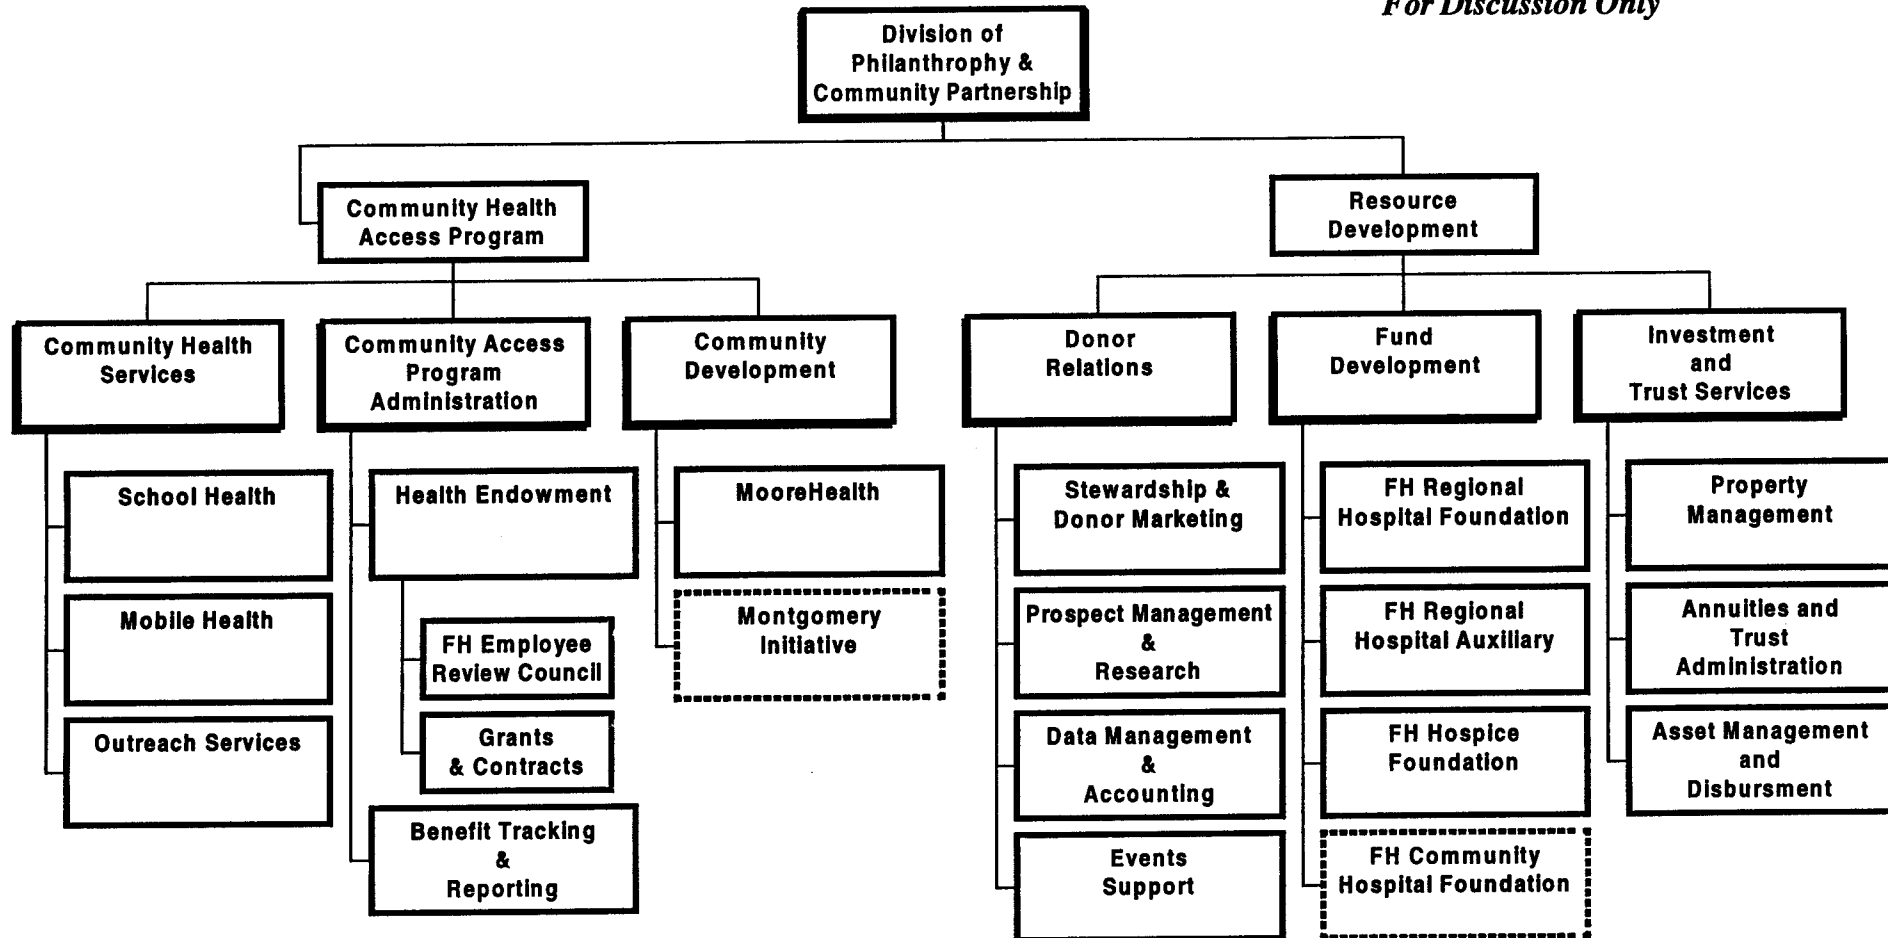 For Discussion Only
Division of
Philanthrophy &
Community Partnership
Community Health
Access Program
Resource
Development
Community Health
Services
Community Access
Program
Administration
Community
Development
Donor
Relations
Fund
Development
Investment
and
Trust Services
School Health
Mobile Health
Outreach Services
Health Endowment
FH Employee
Review Council
Grants
& Contracts
Benefit Tracking
&
Reporting
MooreHealth
Montgomery
Initiative
Stewardship &
Donor Marketing
Prospect Management
&
Research
Data Management
&
Accounting
Events
Support
FH Regional
Hospital Foundation
FH Regional
Hospital Auxiliary
FH Hospice
Foundation
FH Community
Hospital Foundation
Property
Management
Annuities and
Trust
Administration
Asset Management
and
Disbursment